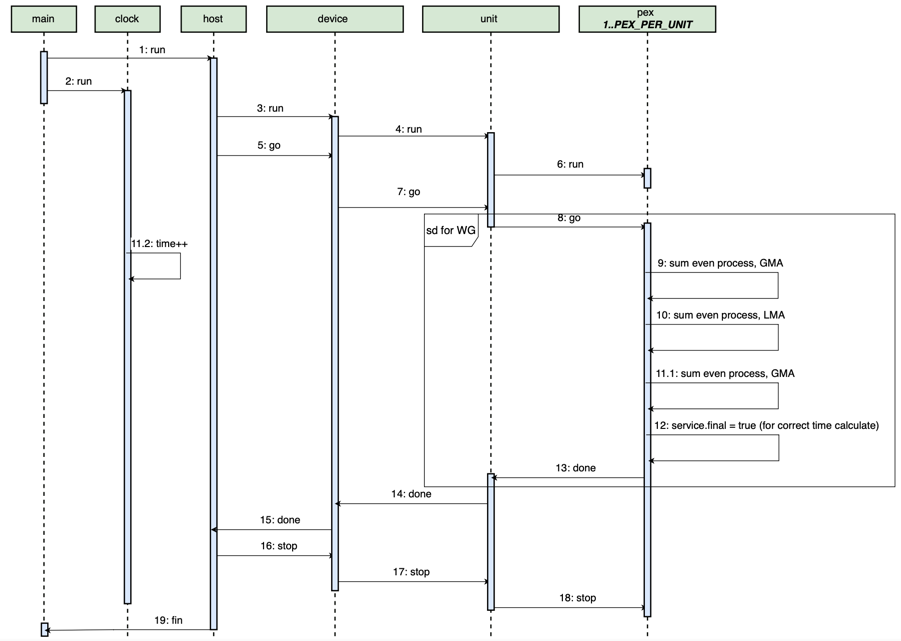 main
clock
host
device
unit
pex
1..PEX_PER_UNIT
1: run
2: run
3: run
4: run
5: go
6: run
7: go
8: go
sd for WG
11.2: time++
9: sum even process, GMA
10: sum even process, LMA
11.1: sum even process, GMA
12: service.final = true (for correct time calculate)
13: done
14: done
15: done
16: stop
17: stop
18: stop
19: fin